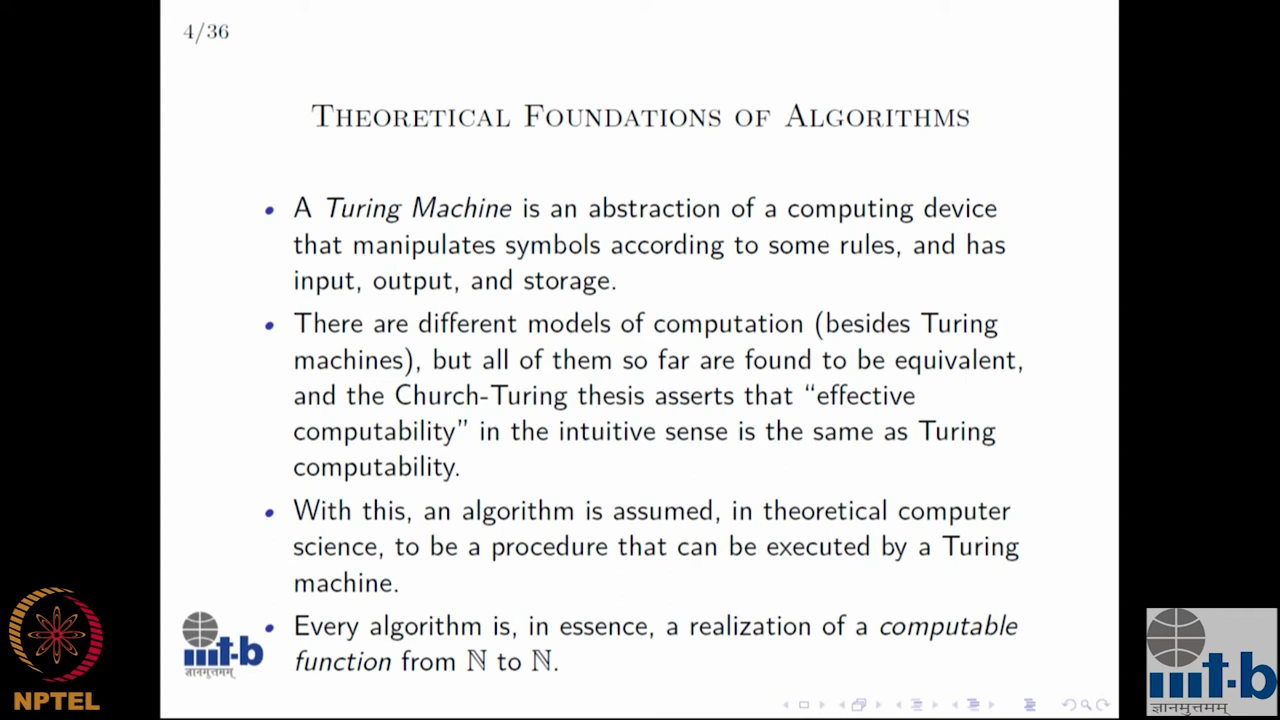 4/36
Theoretical Foundations of Algorithms
• A Turing Machine is an abstraction of a computing device
that manipulates symbols according to some rules, and has
input, output, and storage.
• There are different models of computation (besides Turing
machines), but all of them so far are found to be equivalent,
and the Church-Turing thesis asserts that “effective
computability” in the intuitive sense is the same as Turing
computability.
• With this, an algorithm is assumed, in theoretical computer
science, to be a procedure that can be executed by a Turing
machine.
• Every algorithm is, in essence, a realization of a computable
function from ℕ to ℕ.
iiit-b
ज्ञानमुत्तमम्
NPTEL
iiit-b
ज्ञानमुत्तमम्